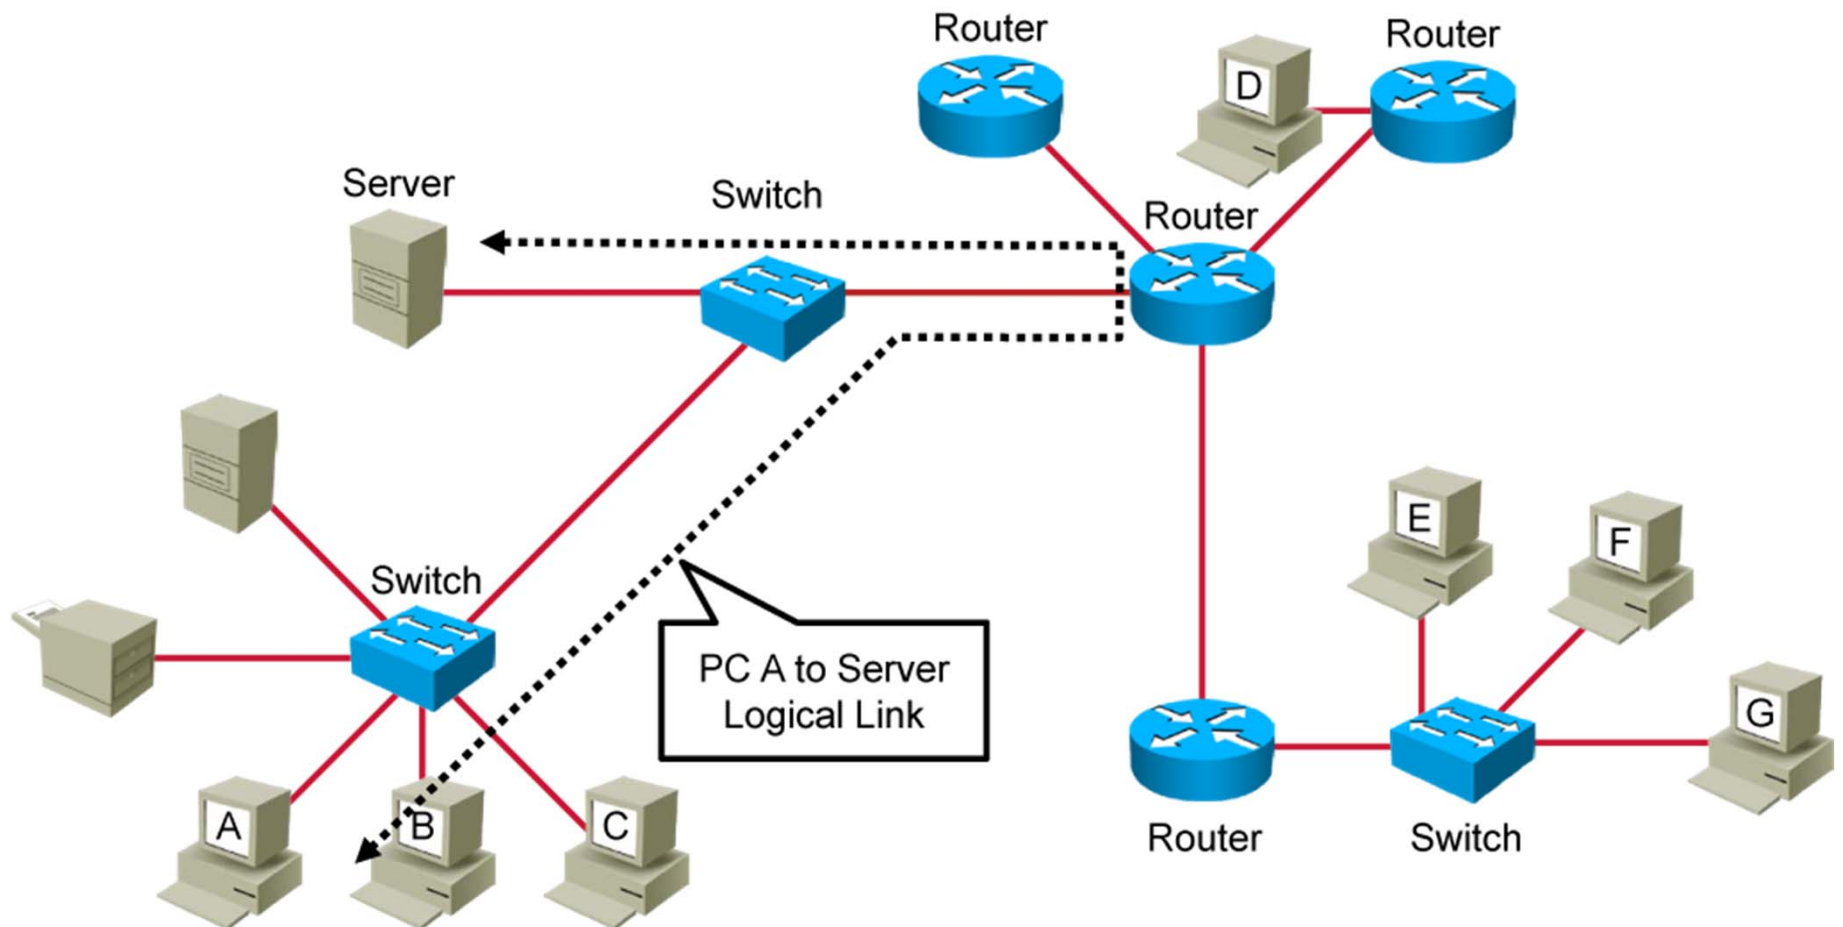 Router
Router
D
Server
Switch
Router
E
F
Switch
PC A to Server
Logical Link
G
A
B
C
Router
Switch